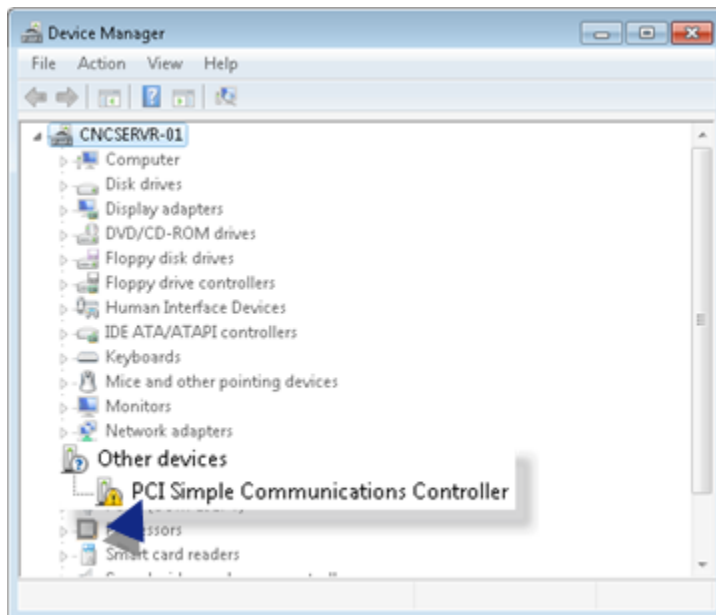 Device Manager
File Action View Help
CNCSERVR-01
Computer
Disk drives
Display adapters
DVD/CD-ROM drives
Floppy disk drives
Floppy drive controllers
Human Interface Devices
IDE ATA/ATAPI controllers
Keyboards
Mice and other pointing devices
Monitors
Network adapters
Other devices
PCI Simple Communications Controller
Smart card readers